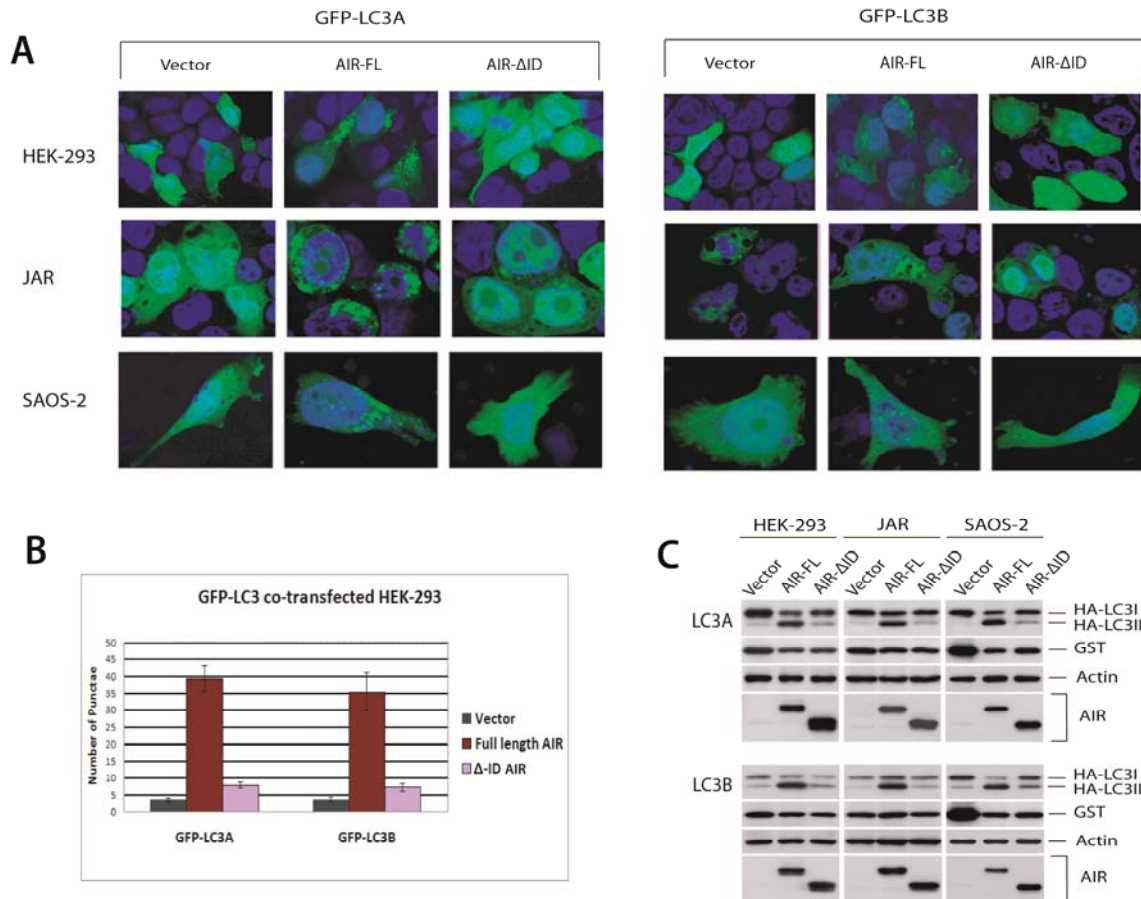 GFP-LC3A
GFP-LC3B
A
Vector AIR-FL AIR-ΔID
Vector AIR-FL AIR-ΔID
HEK-293
JAR
SAOS-2
B
GFP-LC3 co-transfected HEK-293
Number of Punctae
50
45
40
35
30
25
20
15
10
5
0
GFP-LC3A GFP-LC3B
Vector
Full length AIR
Δ-ID AIR
C
HEK-293 JAR SAOS-2
Vector AIR-FL AIR-ΔID Vector AIR-FL AIR-ΔID Vector AIR-FL AIR-ΔID
LC3A
HA-LC3I
HA-LC3II
GST
Actin
AIR
LC3B
HA-LC3I
HA-LC3II
GST
Actin
AIR